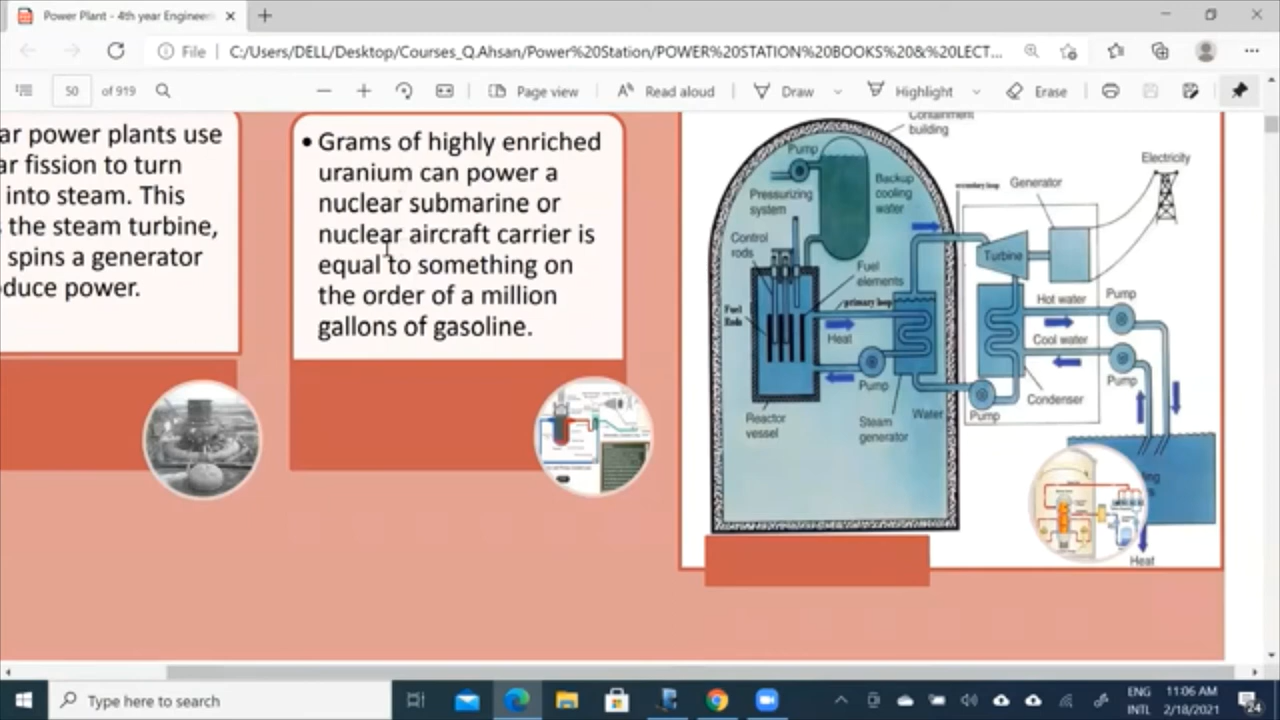 Power Plant - 4th year Engineeri
File
C:/Users/DELL/Desktop/Courses_Q.Ahsan/Power%20Station/POWER%20STATION%20BOOKS%20&%20LECT...
50 of 919
Page view
Read aloud
Draw
Highlight
Erase
ar power plants use
ar fission to turn
into steam. This
s the steam turbine,
spins a generator
oduce power.
• Grams of highly enriched
uranium can power a
nuclear submarine or
nuclear aircraft carrier is
equal to something on
the order of a million
gallons of gasoline.
Containment
building
Pump
Pressurizing
system
Backup
cooling
water
Control
rods
Fuel
elements
Fuel
Rods
primary loop
Heat
Pump
Reactor
vessel
Steam
generator
Water
secondary loop
Generator
Electricity
Turbine
Hot water
Pump
Cool water
Pump
Condenser
Pump
Heat
Type here to search
ENG
INTL
11:06 AM
2/18/2021
24